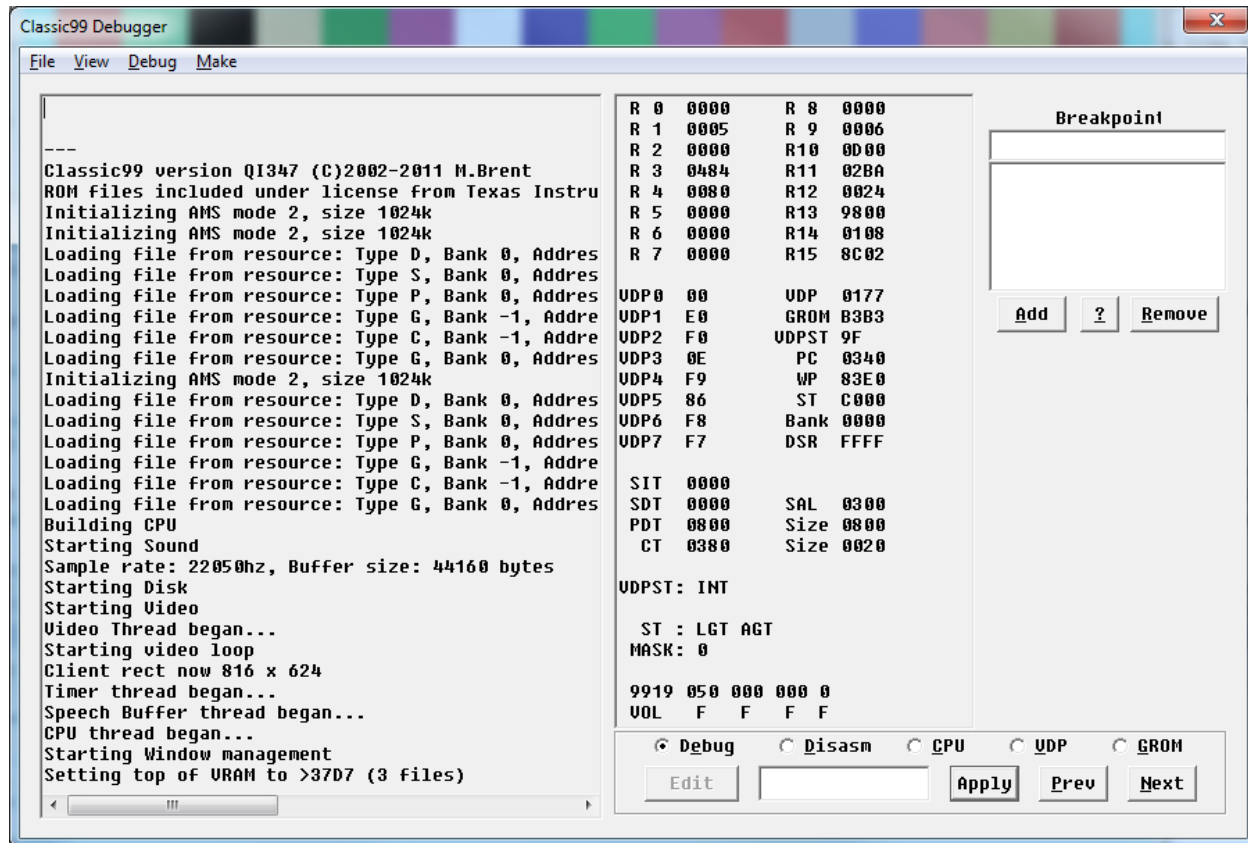 Classic99 Debugger
File View Debug Make
---
Classic99 version QI347 (C)2002-2011 M.Brent
ROM files included under license from Texas Instru
Initializing AMS mode 2, size 1024k
Initializing AMS mode 2, size 1024k
Loading file from resource: Type D, Bank 0, Addres
Loading file from resource: Type S, Bank 0, Addres
Loading file from resource: Type P, Bank 0, Addres
Loading file from resource: Type G, Bank -1, Addre
Loading file from resource: Type C, Bank -1, Addre
Loading file from resource: Type G, Bank 0, Addres
Initializing AMS mode 2, size 1024k
Loading file from resource: Type D, Bank 0, Addres
Loading file from resource: Type S, Bank 0, Addres
Loading file from resource: Type P, Bank 0, Addres
Loading file from resource: Type G, Bank -1, Addre
Loading file from resource: Type C, Bank -1, Addre
Loading file from resource: Type G, Bank 0, Addres
Building CPU
Starting Sound
Sample rate: 22050hz, Buffer size: 44160 bytes
Starting Disk
Starting Video
Video Thread began...
Starting video loop
Client rect now 816 x 624
Timer thread began...
Speech Buffer thread began...
CPU thread began...
Starting Window management
Setting top of VRAM to >37D7 (3 files)
R 0 0000 R 8 0000
R 1 0005 R 9 0006
R 2 0000 R10 0D00
R 3 0484 R11 02BA
R 4 0080 R12 0024
R 5 0000 R13 9800
R 6 0000 R14 0108
R 7 0000 R15 8C02
VDP0 00 VDP 0177
VDP1 E0 GROM B3B3
VDP2 F0 VDPST 9F
VDP3 0E PC 0340
VDP4 F9 WP 83E0
VDP5 86 ST C000
VDP6 F8 Bank 0000
VDP7 F7 DSR FFFF
SIT 0000
SDT 0000 SAL 0300
PDT 0800 Size 0800
CT 0380 Size 0020
VDPST: INT
ST : LGT AGT
MASK: 0
9919 050 000 000 0
VOL F F F F
Breakpoint
Add ? Remove
Debug Disasm CPU VDP GROM
Edit Apply Prev Next